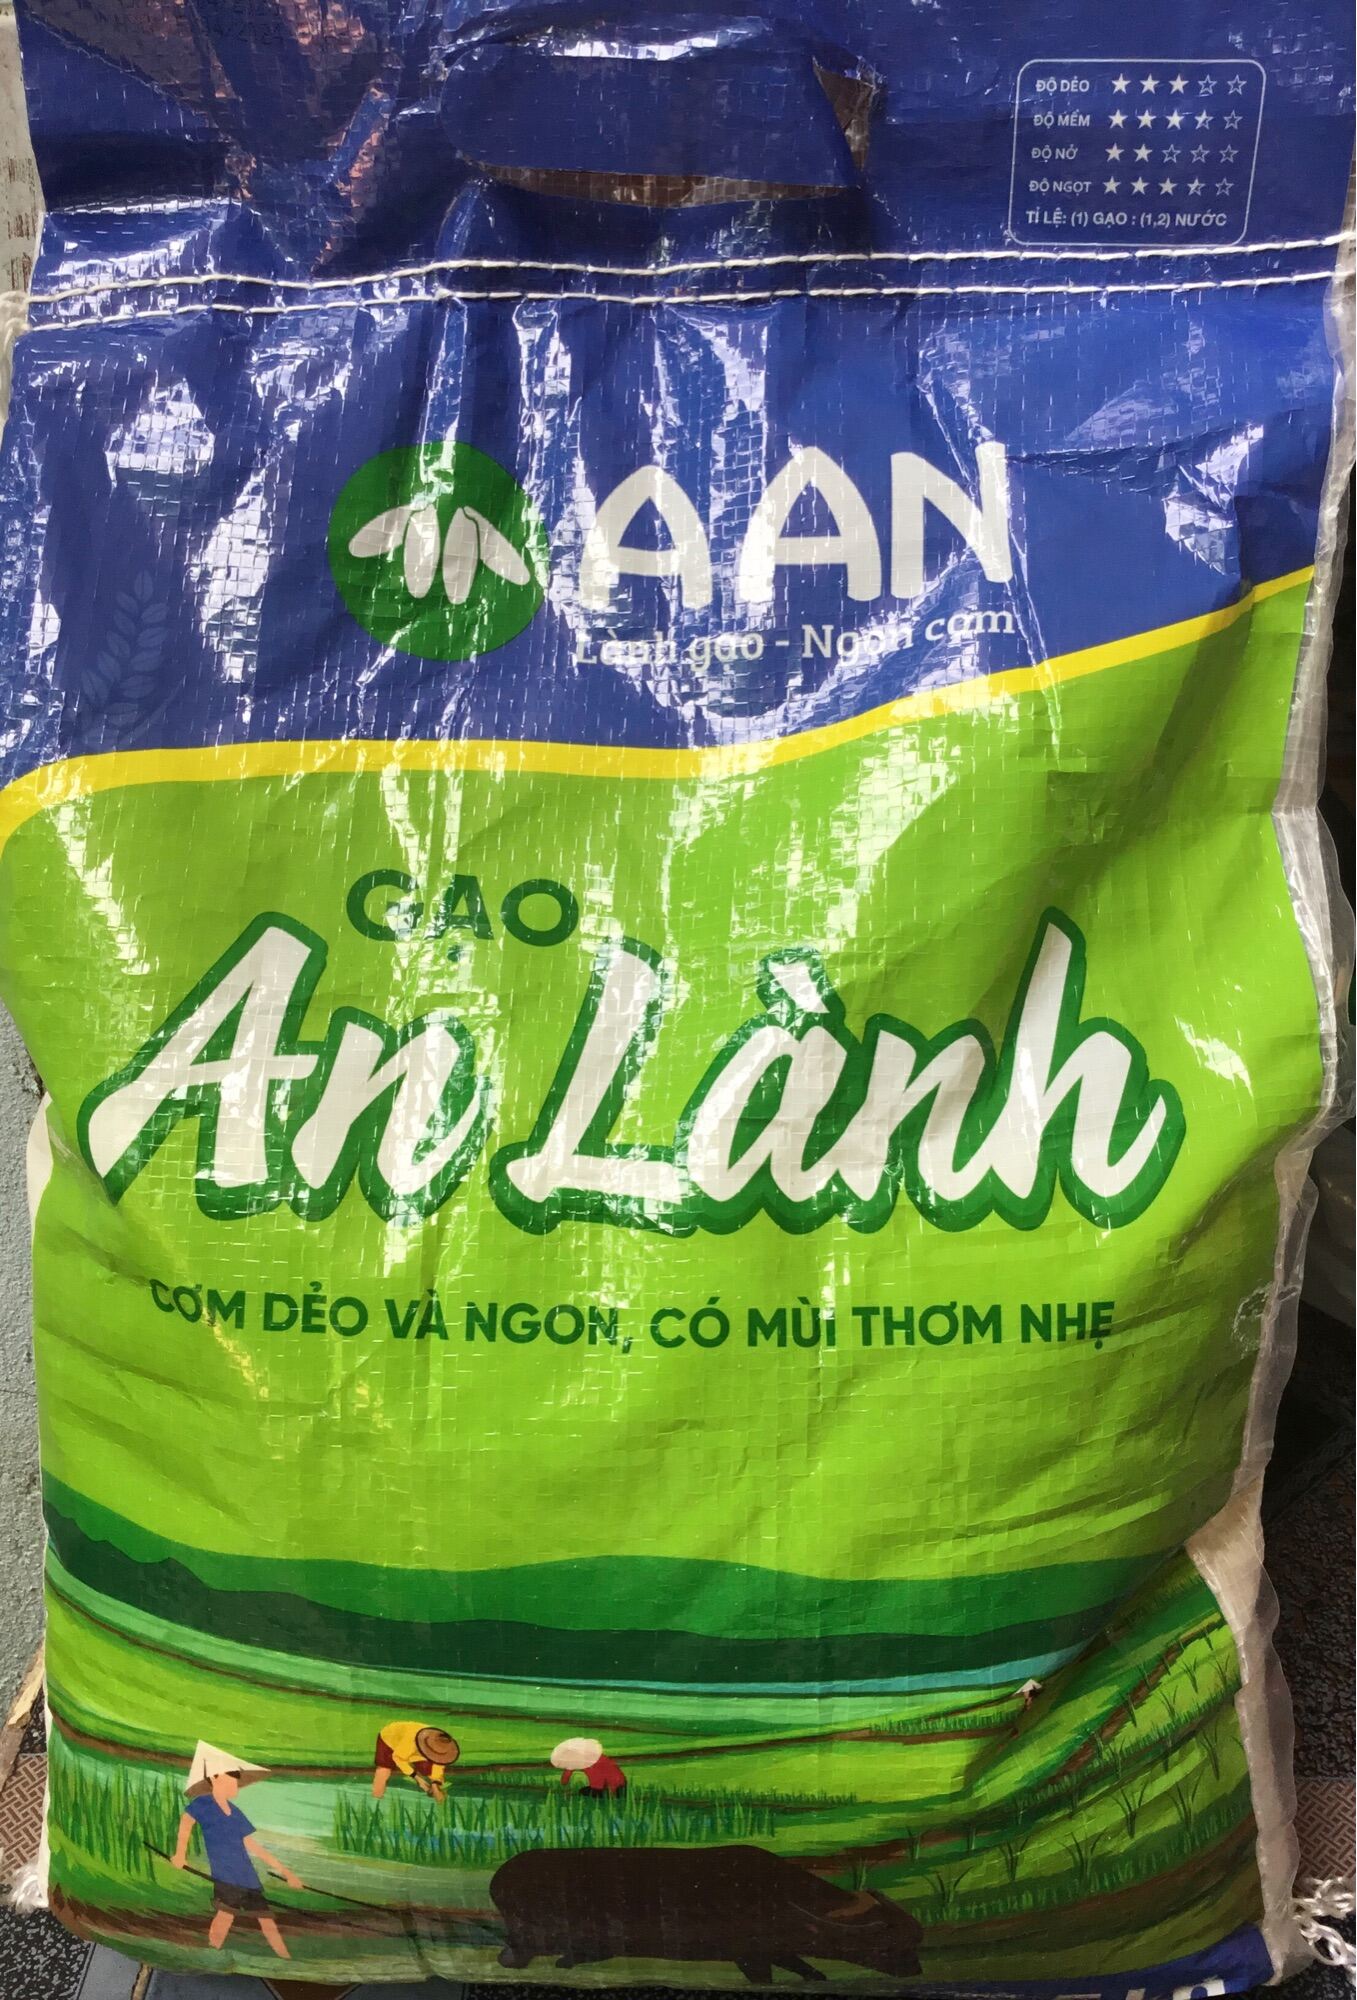 ĐỘ DẺO ★★★☆☆
ĐỘ MỀM
ĐỘ NỞ ★★☆☆☆
ĐỘ NGỌT
TỈ LỆ: (1) GẠO : (1,2) NƯỚC
AAN
Lành gạo - Ngon cơm
GẠO
An Lành
CƠM DẺO VÀ NGON, CÓ MÙI THƠM NHẸ